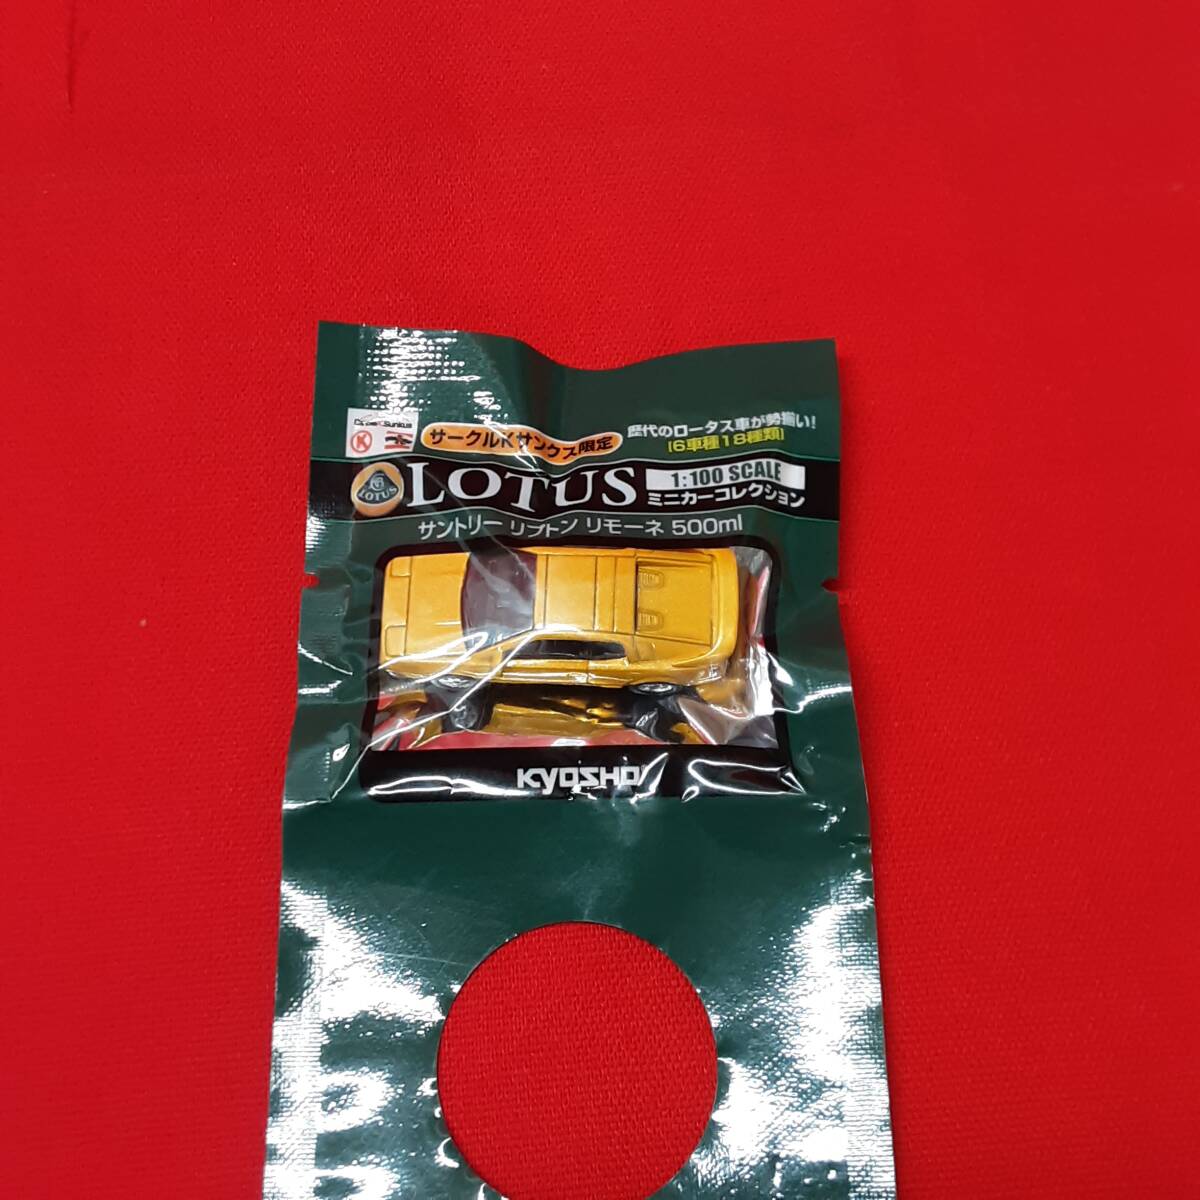 Circle K Sunkus
K
サークルKサンクス限定
歴代のロータス車が勢揃い!
[6車種18種類]
LOTUS
LOTUS
1:100 SCALE
ミニカーコレクション
サントリー リプトン リモーネ 500ml
KYOSHO